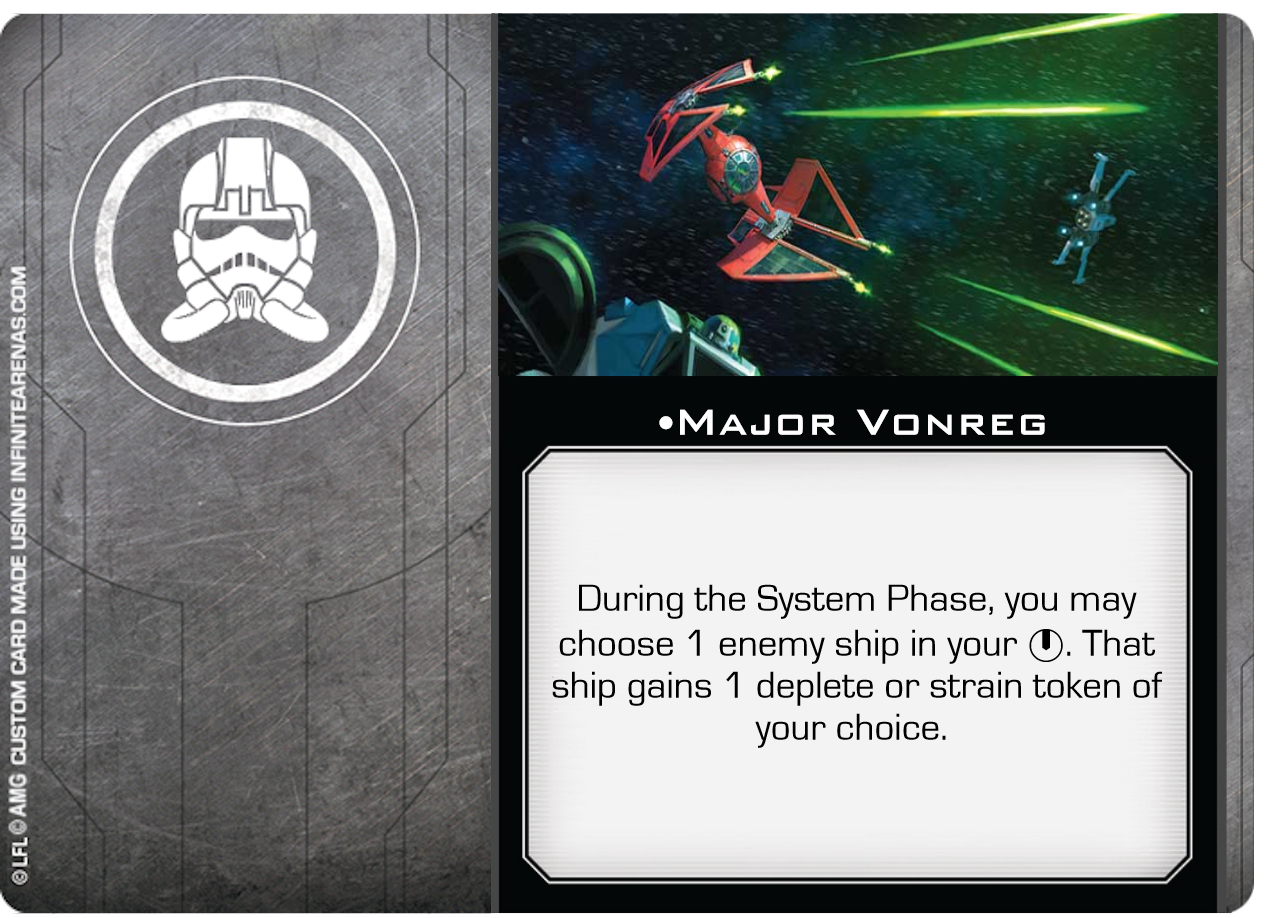 •Major Vonreg
During the System Phase, you may
choose 1 enemy ship in your . That
ship gains 1 deplete or strain token of
your choice.
©LFL©AMG CUSTOM CARD MADE USING INFINITEARENAS.COM